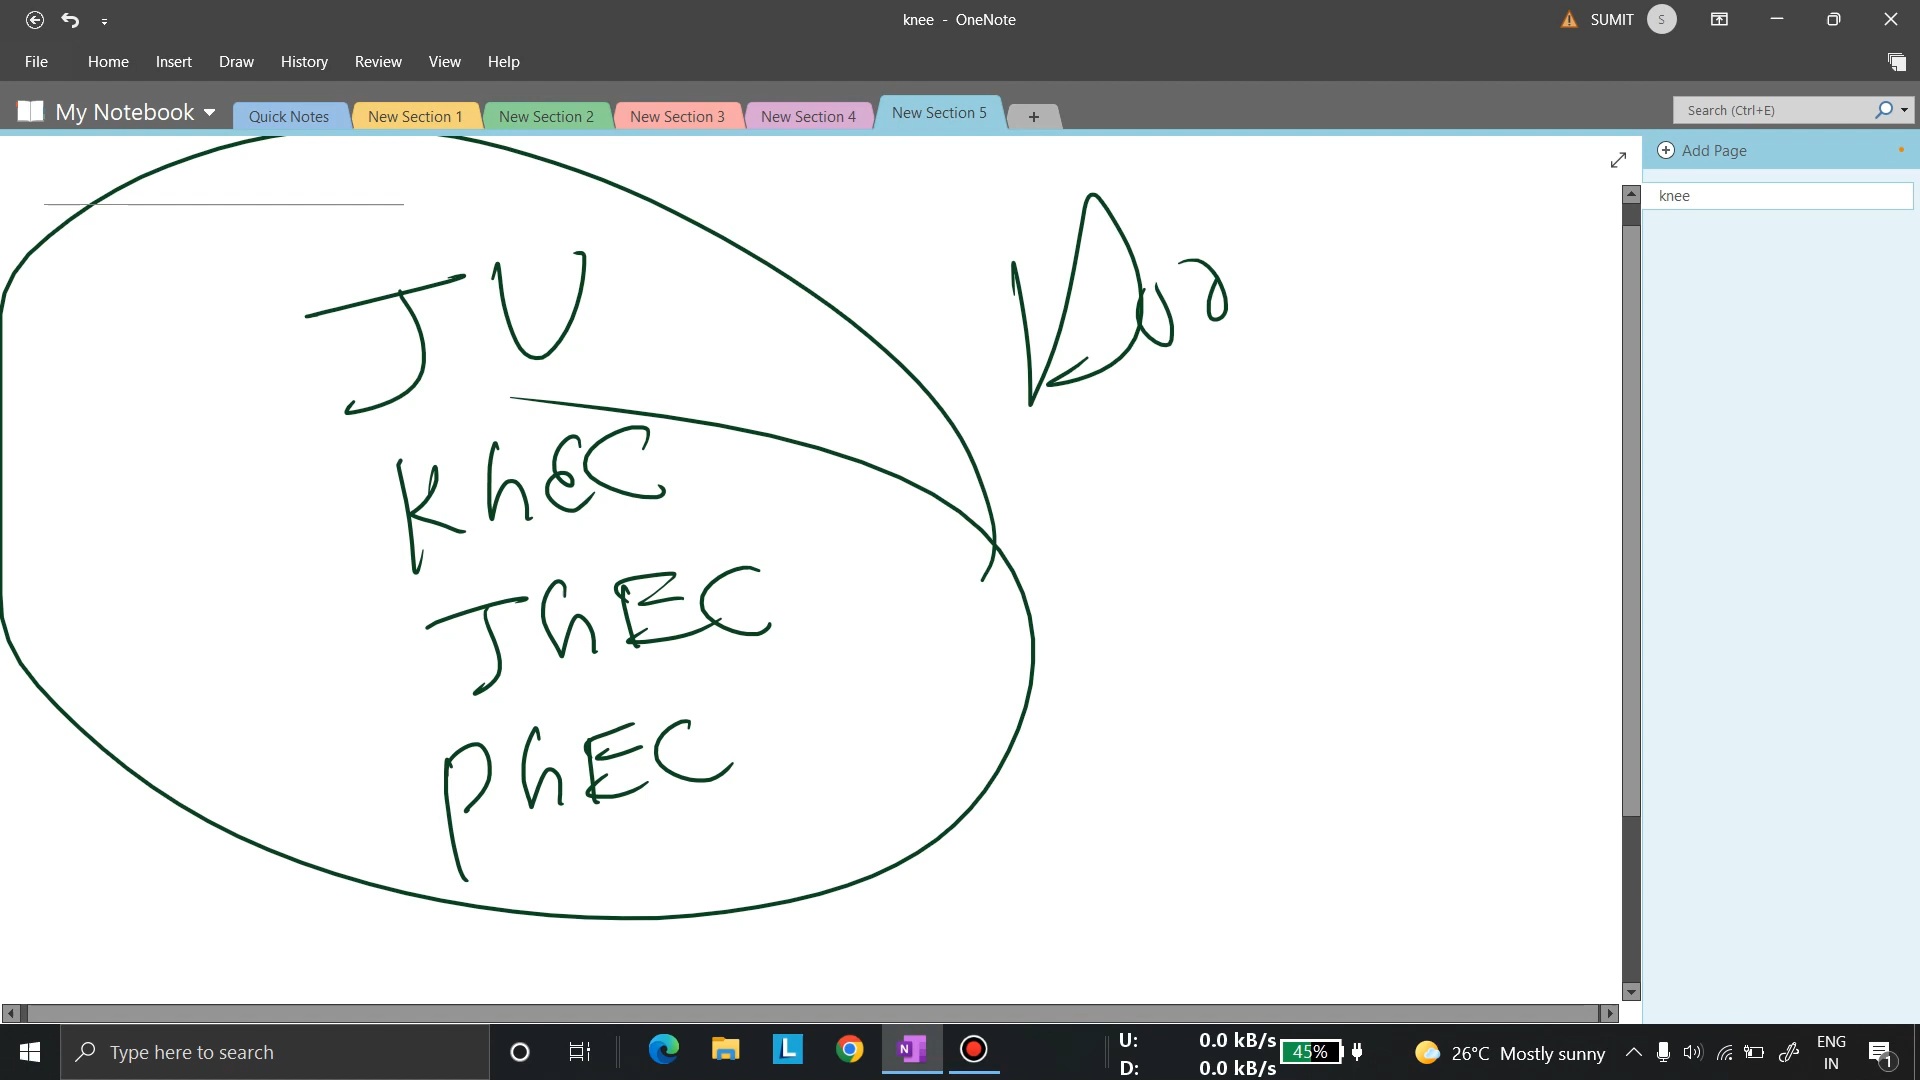 knee - OneNote
SUMIT
S
File Home Insert Draw History Review View Help
My Notebook
Quick Notes
New Section 1
New Section 2
New Section 3
New Section 4
New Section 5
+
Search (Ctrl+E)
Add Page
knee
JU
KhEC
JhEC
PhEC
Type here to search
L
N
U: 0.0 kB/s
D: 0.0 kB/s
45%
26°C Mostly sunny
ENG
IN
1